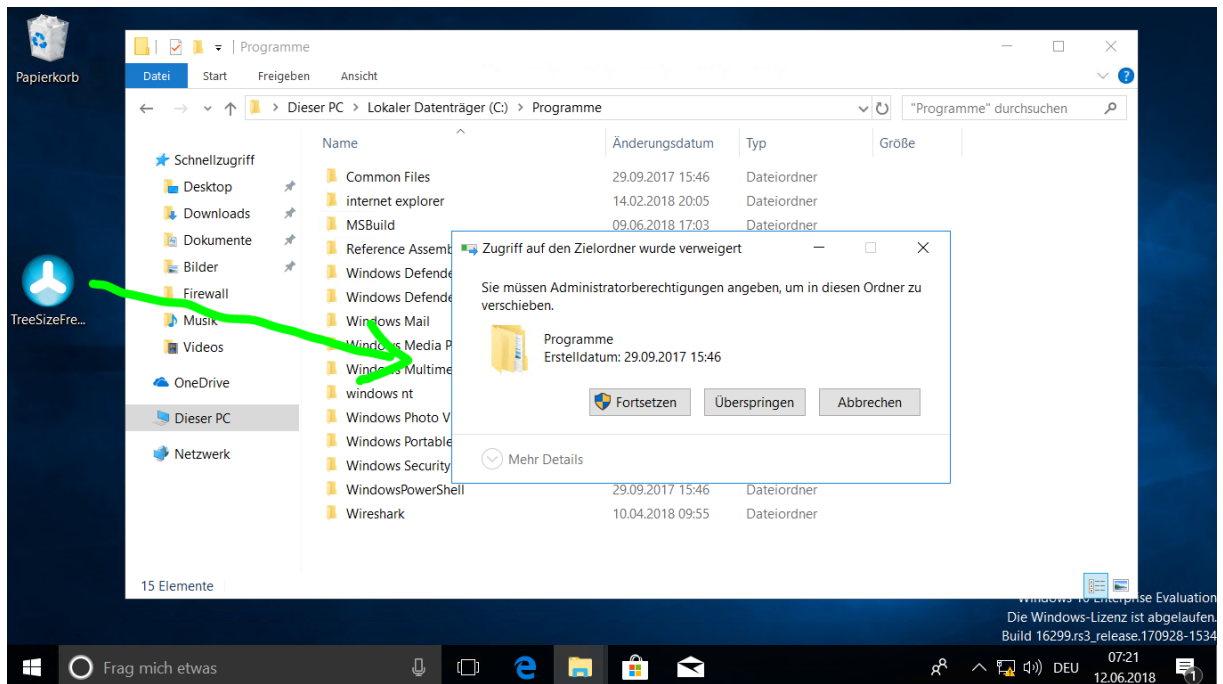 Papierkorb
TreeSizeFre...
Programme
Datei Start Freigeben Ansicht
Dieser PC > Lokaler Datenträger (C:) > Programme
"Programme" durchsuchen
Schnellzugriff
Desktop
Downloads
Dokumente
Bilder
Firewall
Musik
Videos
OneDrive
Dieser PC
Netzwerk
Name Änderungsdatum Typ Größe
Common Files 29.09.2017 15:46 Dateiordner
internet explorer 14.02.2018 20:05 Dateiordner
MSBuild 09.06.2018 17:03 Dateiordner
Reference Assemb
Windows Defende
Windows Defende
Windows Mail
Windows Media P
Windows Multime
windows nt
Windows Photo V
Windows Portable
Windows Security
WindowsPowerShell 29.09.2017 15:46 Dateiordner
Wireshark 10.04.2018 09:55 Dateiordner
Zugriff auf den Zielordner wurde verweigert
Sie müssen Administratorberechtigungen angeben, um in diesen Ordner zu
verschieben.
Programme
Erstelldatum: 29.09.2017 15:46
Fortsetzen Überspringen Abbrechen
Mehr Details
15 Elemente
Windows 10 Enterprise Evaluation
Die Windows-Lizenz ist abgelaufen.
Build 16299.rs3_release.170928-1534
Frag mich etwas
DEU
07:21
12.06.2018
1